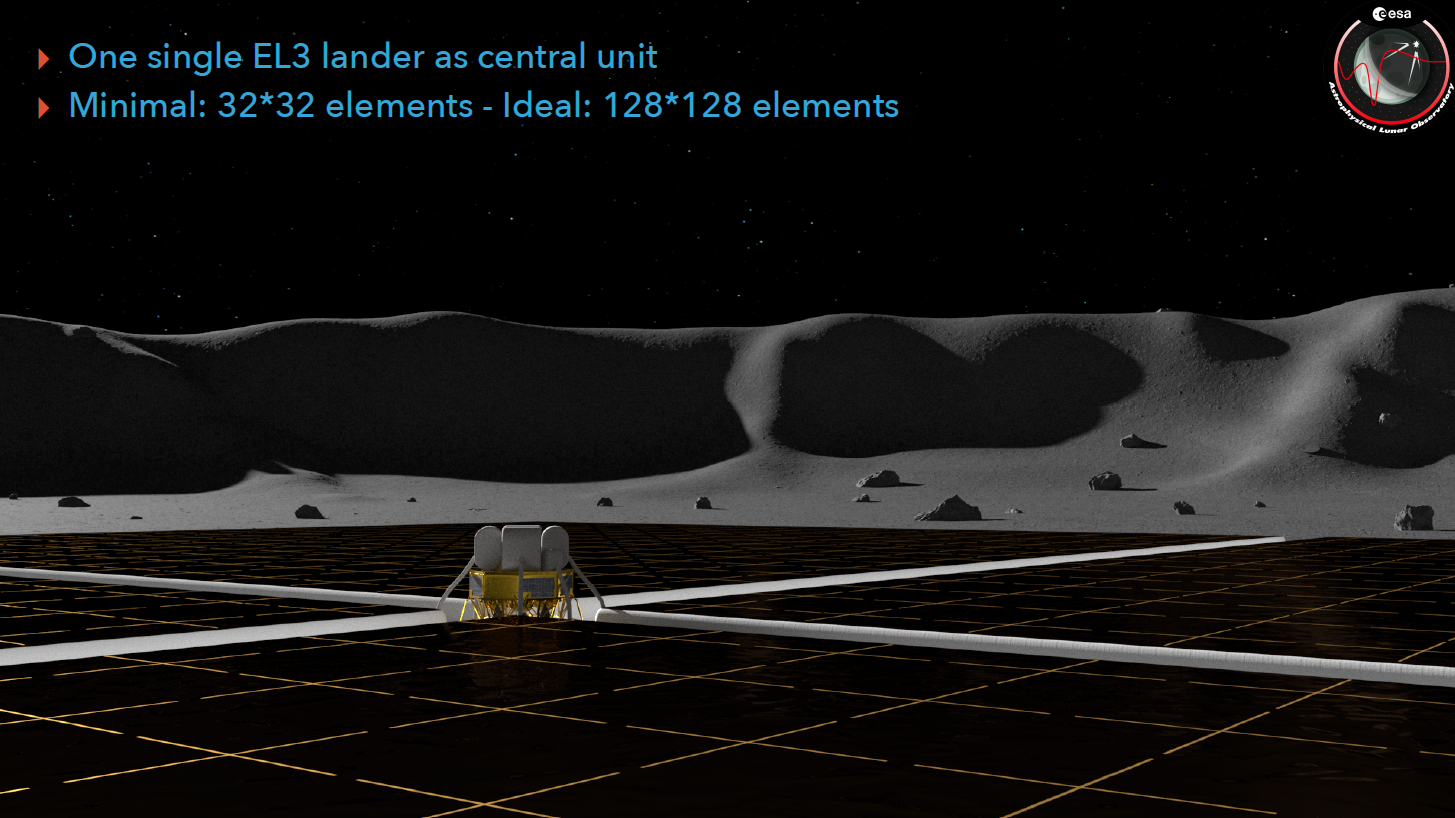 One single EL3 lander as central unit
Minimal: 32*32 elements - Ideal: 128*128 elements
esa
Astrophysical Lunar Observatory